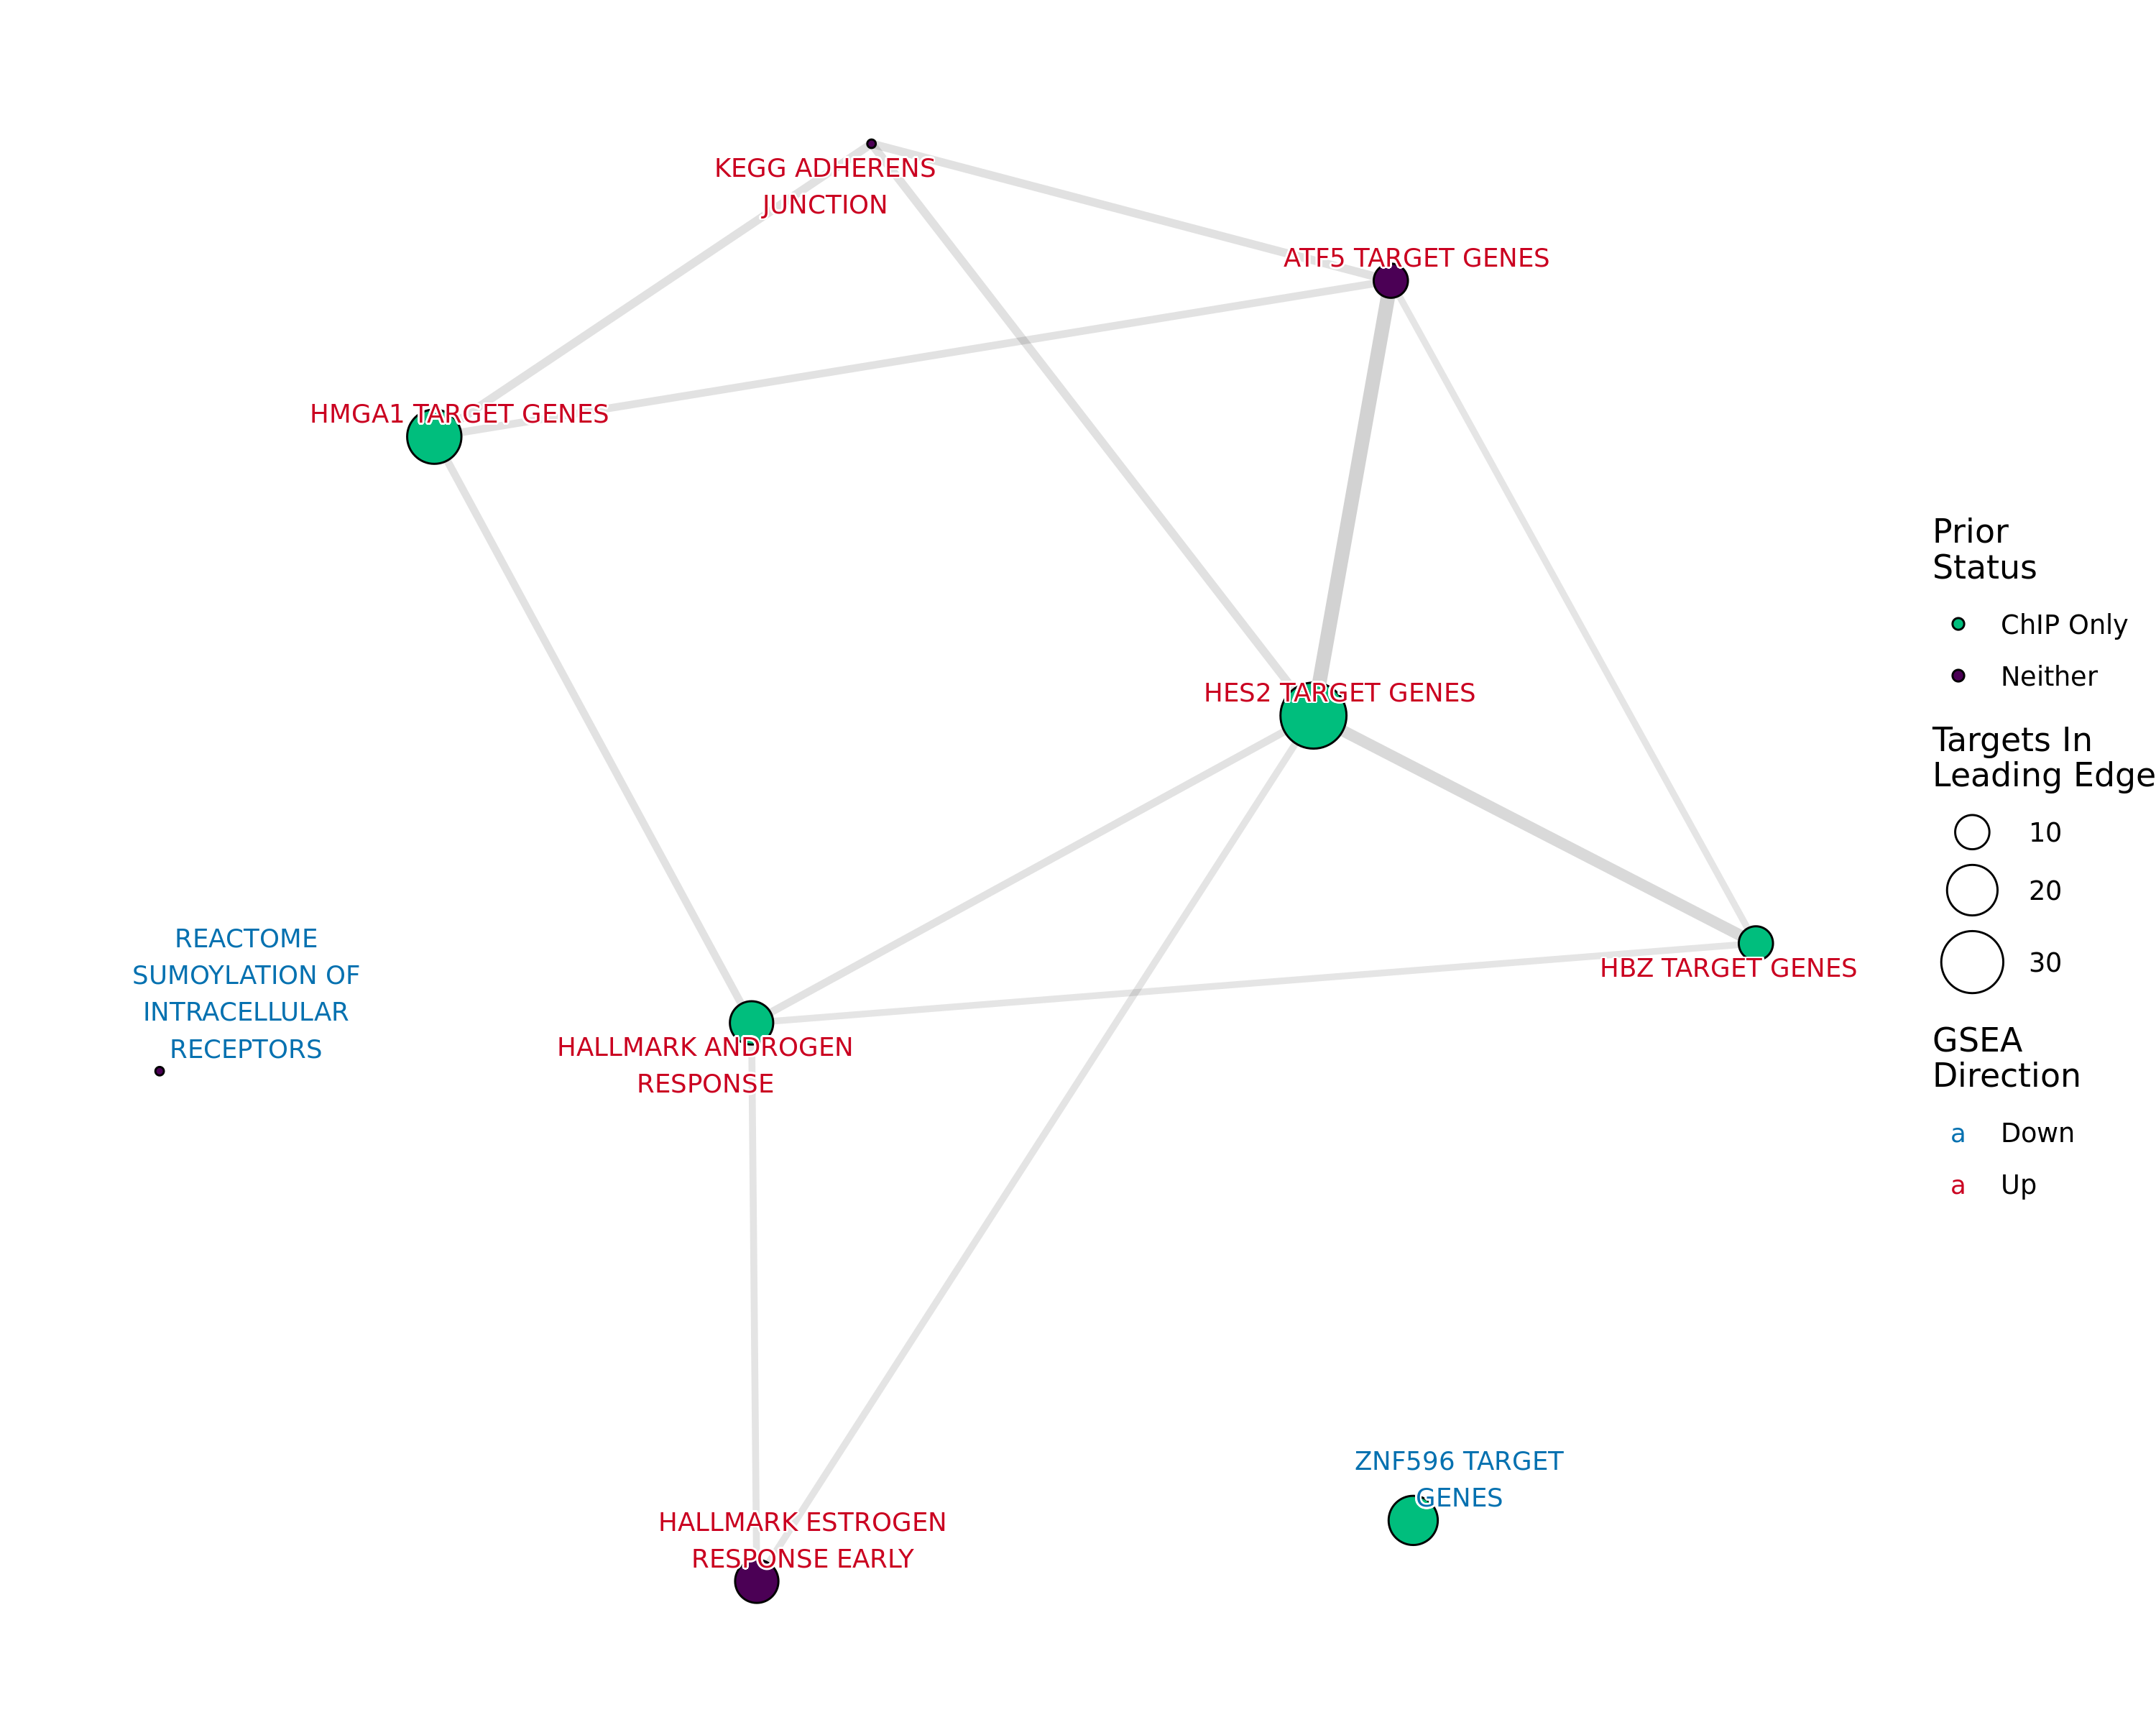 KEGG ADHERENS
JUNCTION
ATF5 TARGET GENES
HMGA1 TARGET GENES
HES2 TARGET GENES
REACTOME
SUMOYLATION OF
INTRACELLULAR
RECEPTORS
HBZ TARGET GENES
HALLMARK ANDROGEN
RESPONSE
ZNF596 TARGET
GENES
HALLMARK ESTROGEN
RESPONSE EARLY
Prior
Status
ChIP Only
Neither
Targets In
Leading Edge
10
20
30
GSEA
Direction
a Down
a Up